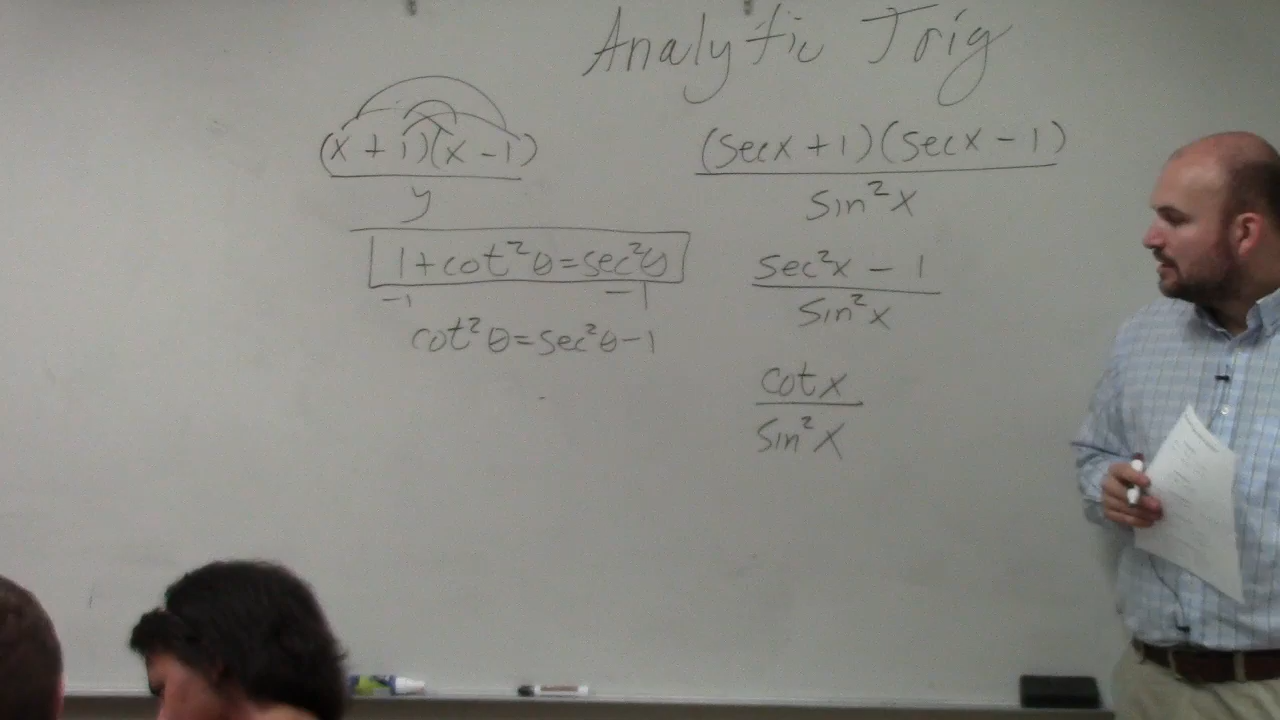 Analytic Trig
(x + 1)(x - 1)
y
1 + cot²θ = sec²θ
-1 -1
cot²θ = sec²θ - 1
(secx + 1)(secx - 1)
sin²x
sec²x - 1
sin²x
cotx
sin²x